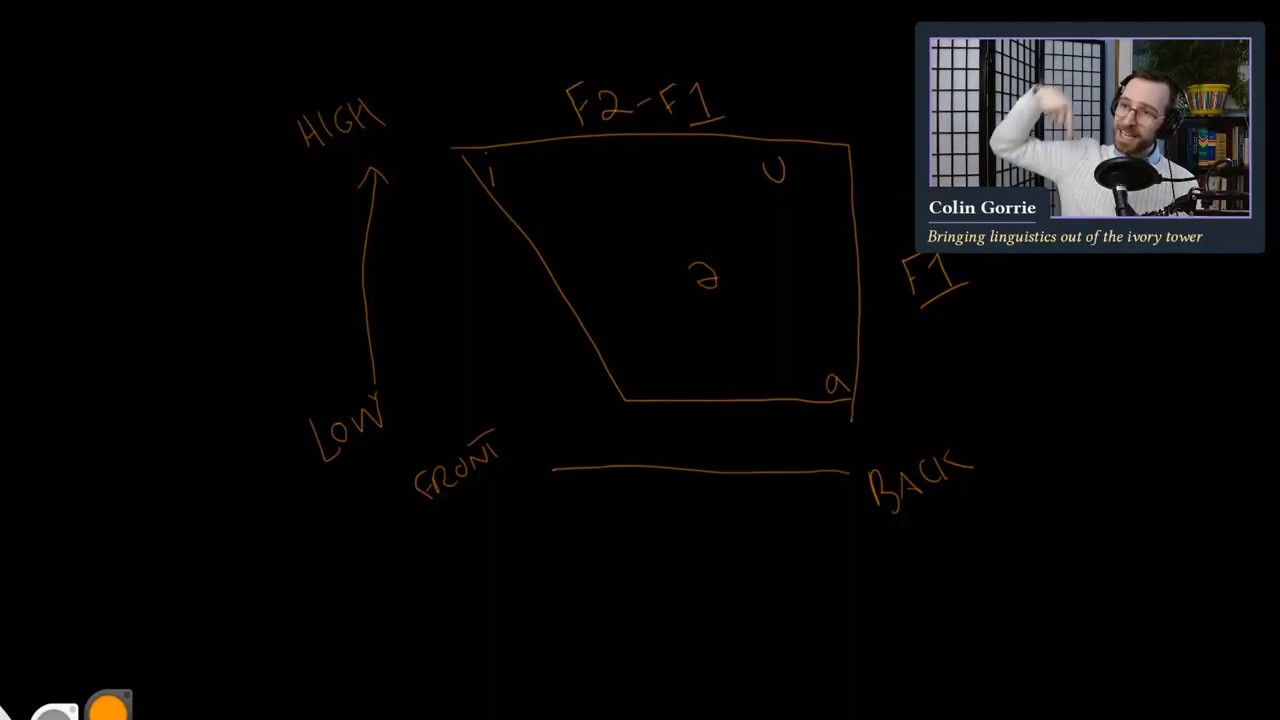 HIGH
F2-F1
i
u
Colin Gorrie
Bringing linguistics out of the ivory tower
ə
F1
a
LOW
FRONT
BACK